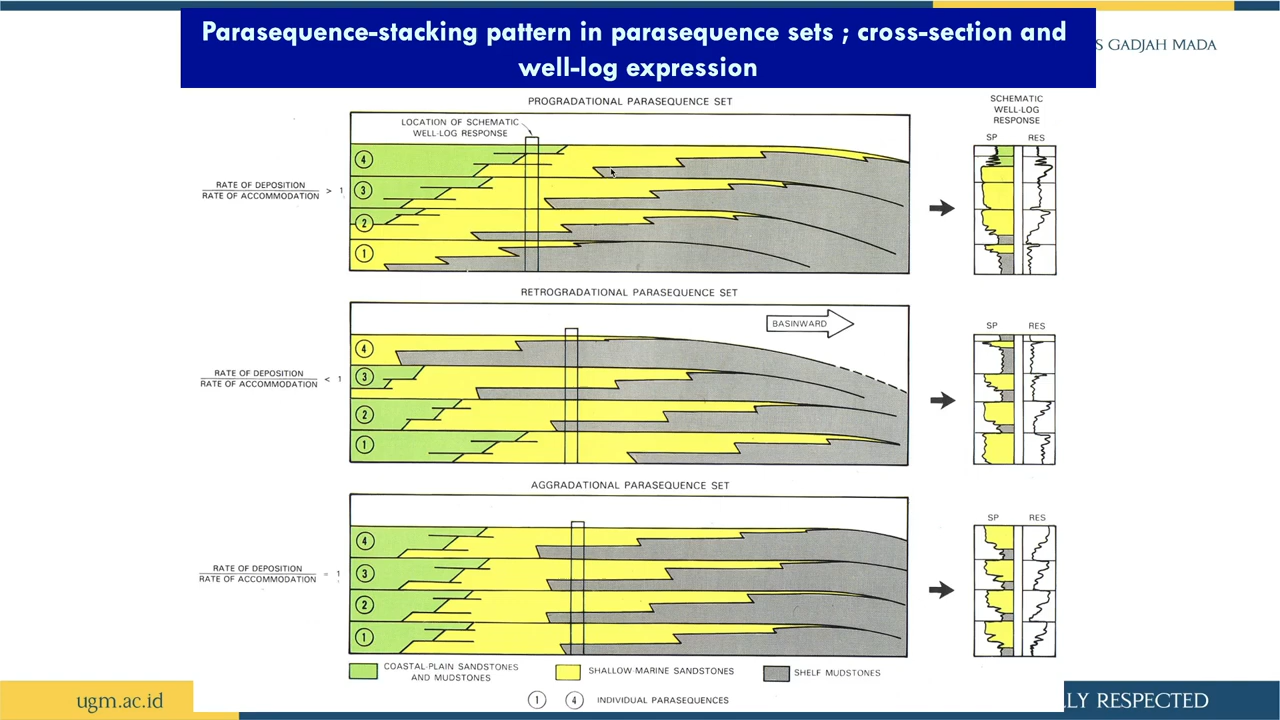 Parasequence-stacking pattern in parasequence sets ; cross-section and
well-log expression
S GADJAH MADA
PROGRADATIONAL PARASEQUENCE SET
SCHEMATIC
WELL-LOG
RESPONSE
LOCATION OF SCHEMATIC
WELL-LOG RESPONSE
SP RES
4
3
2
1
RATE OF DEPOSITION
RATE OF ACCOMMODATION > 1
RETROGRADATIONAL PARASEQUENCE SET
BASINWARD
SP RES
4
3
2
1
RATE OF DEPOSITION
RATE OF ACCOMMODATION < 1
AGGRADATIONAL PARASEQUENCE SET
SP RES
4
3
2
1
RATE OF DEPOSITION
RATE OF ACCOMMODATION = 1
COASTAL-PLAIN SANDSTONES
AND MUDSTONES
SHALLOW-MARINE SANDSTONES
SHELF MUDSTONES
1 4 INDIVIDUAL PARASEQUENCES
ugm.ac.id
LLY RESPECTED